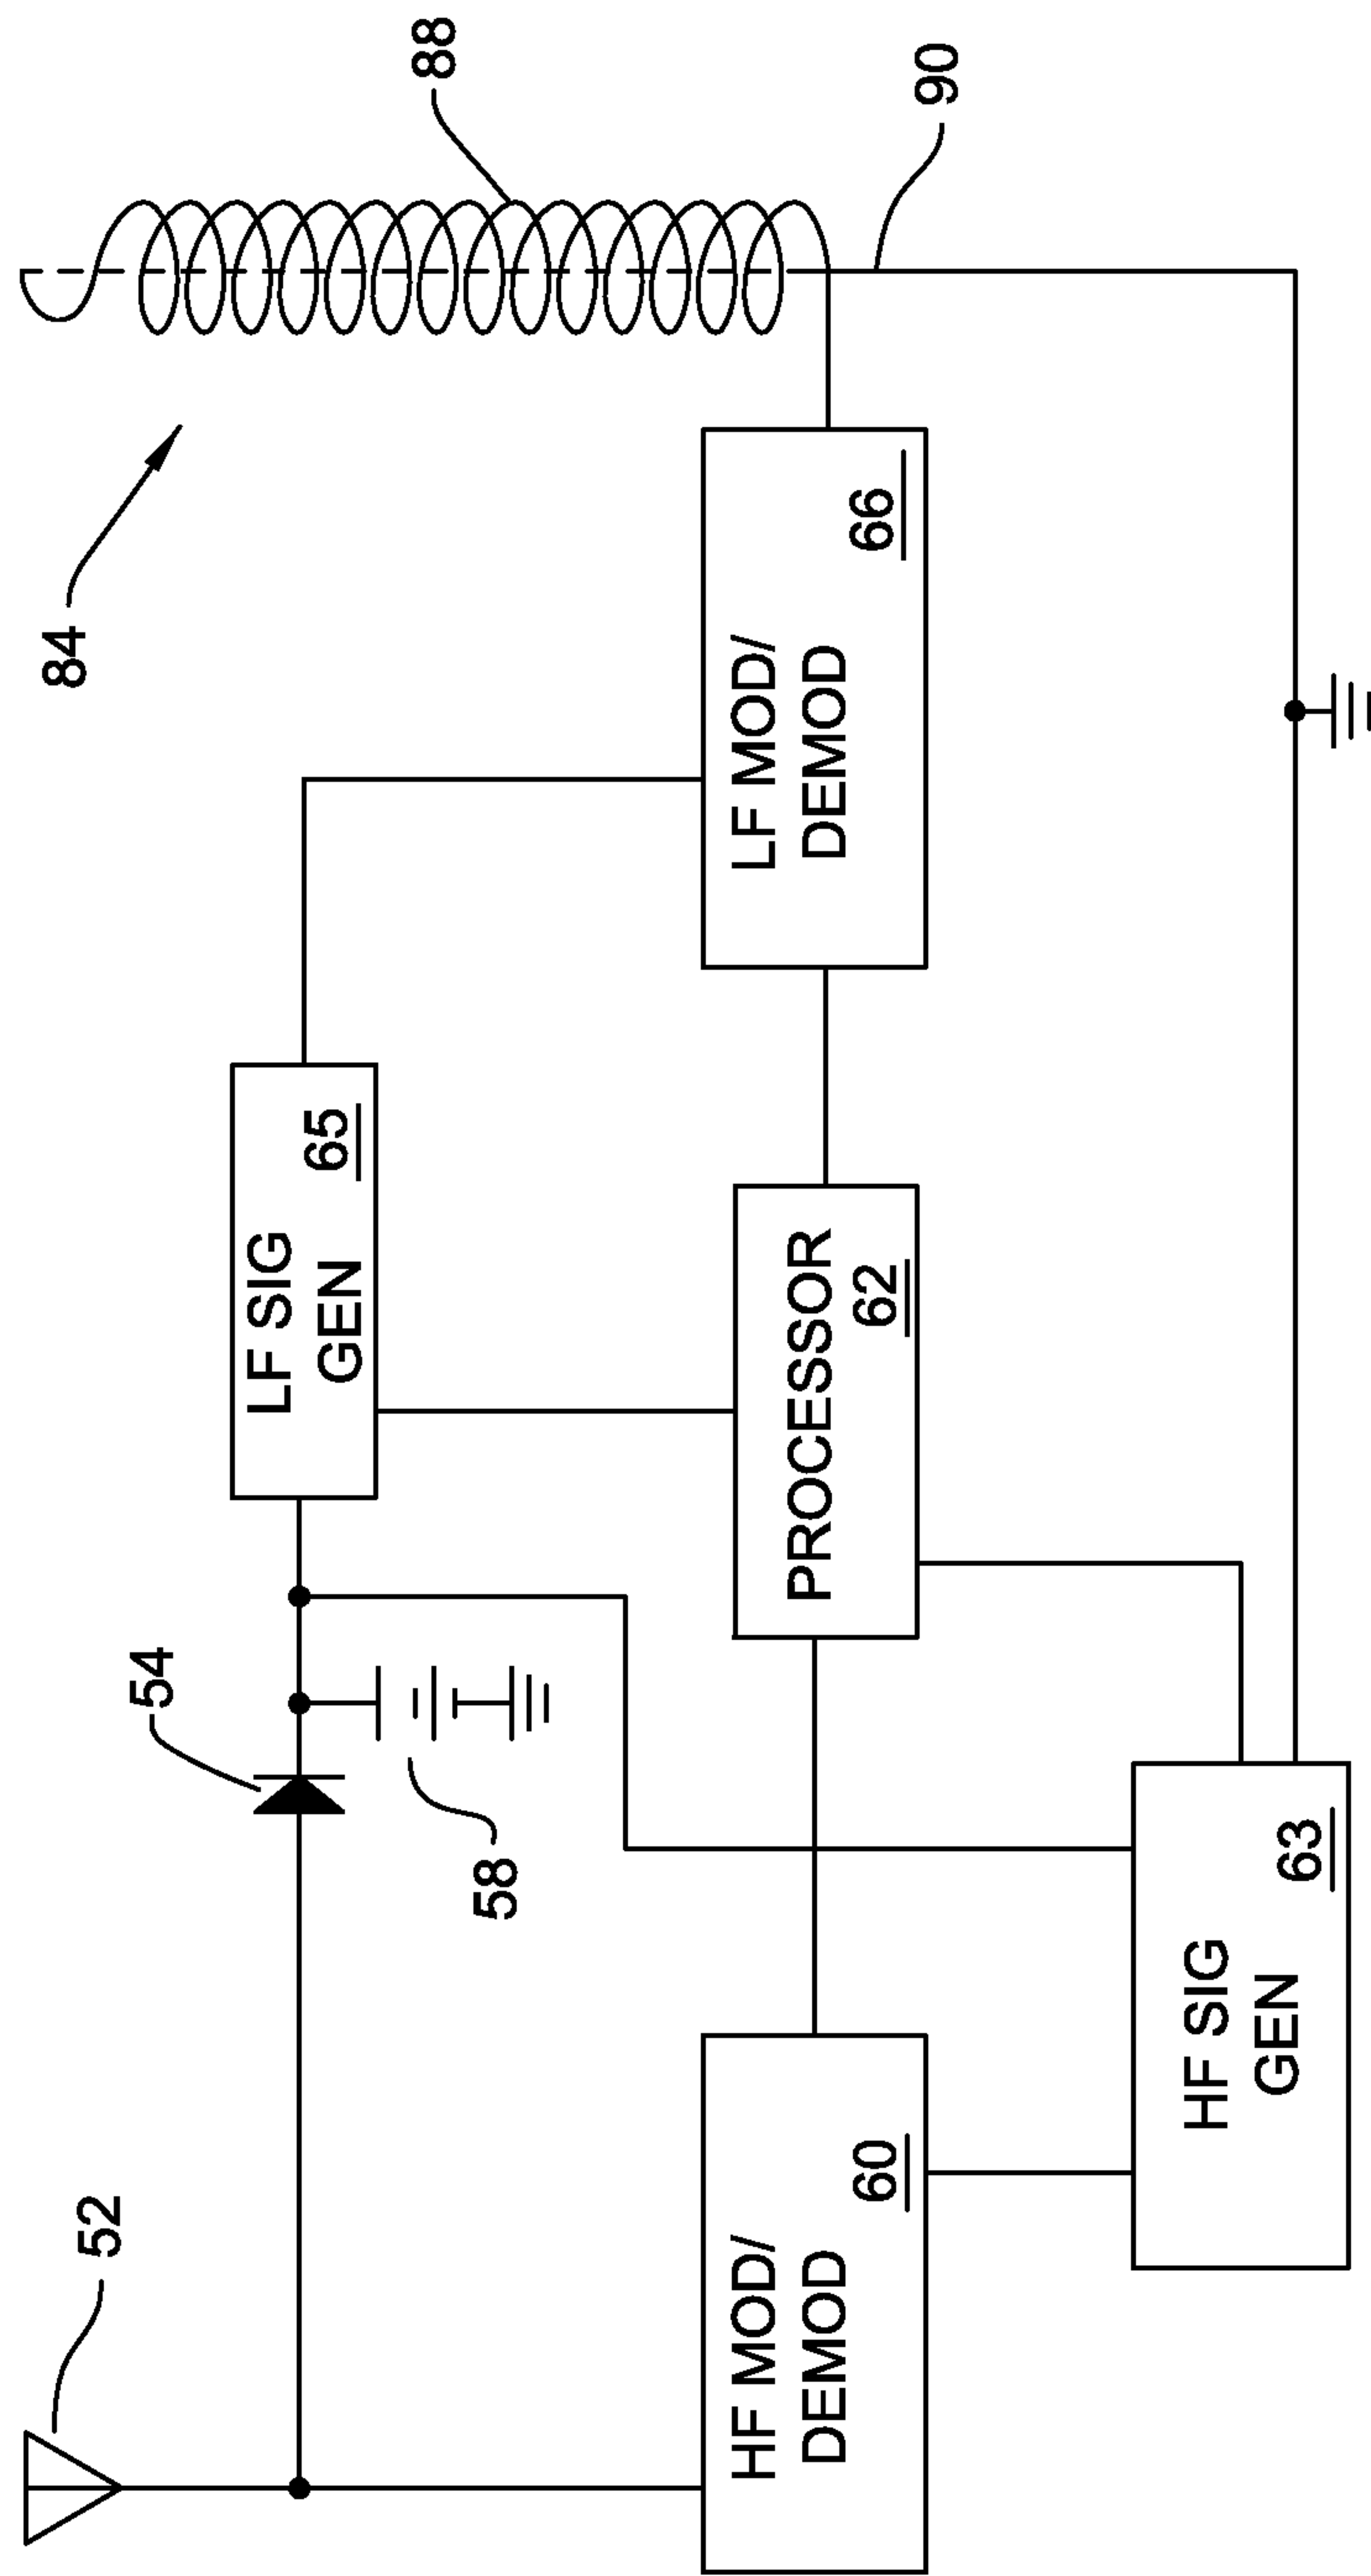 52
54
58
84
88
90
LF SIG
GEN
65
HF MOD/
DEMOD
60
PROCESSOR
62
LF MOD/
DEMOD
66
HF SIG
GEN
63